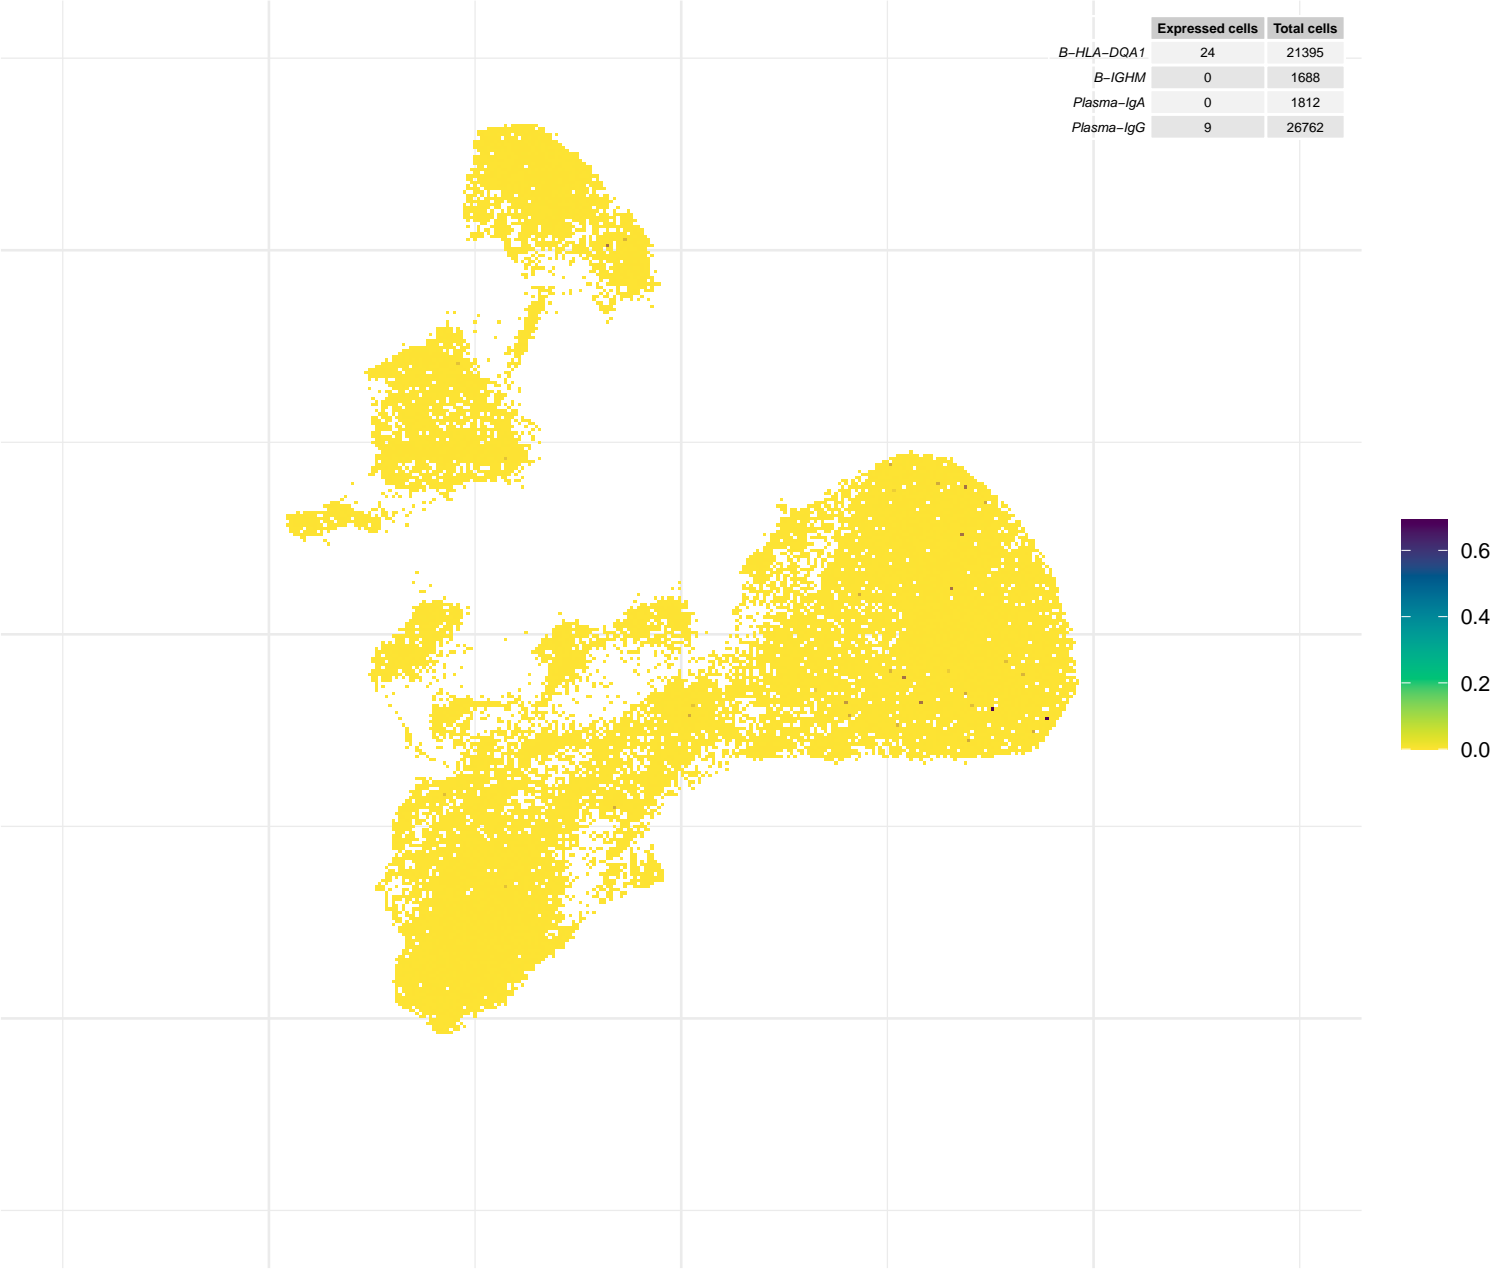 Expressed cells Total cells
B−HLA−DQA1 24 21395
B−IGHM 0 1688
Plasma−IgA 0 1812
Plasma−IgG 9 26762
0.6
0.4
0.2
0.0